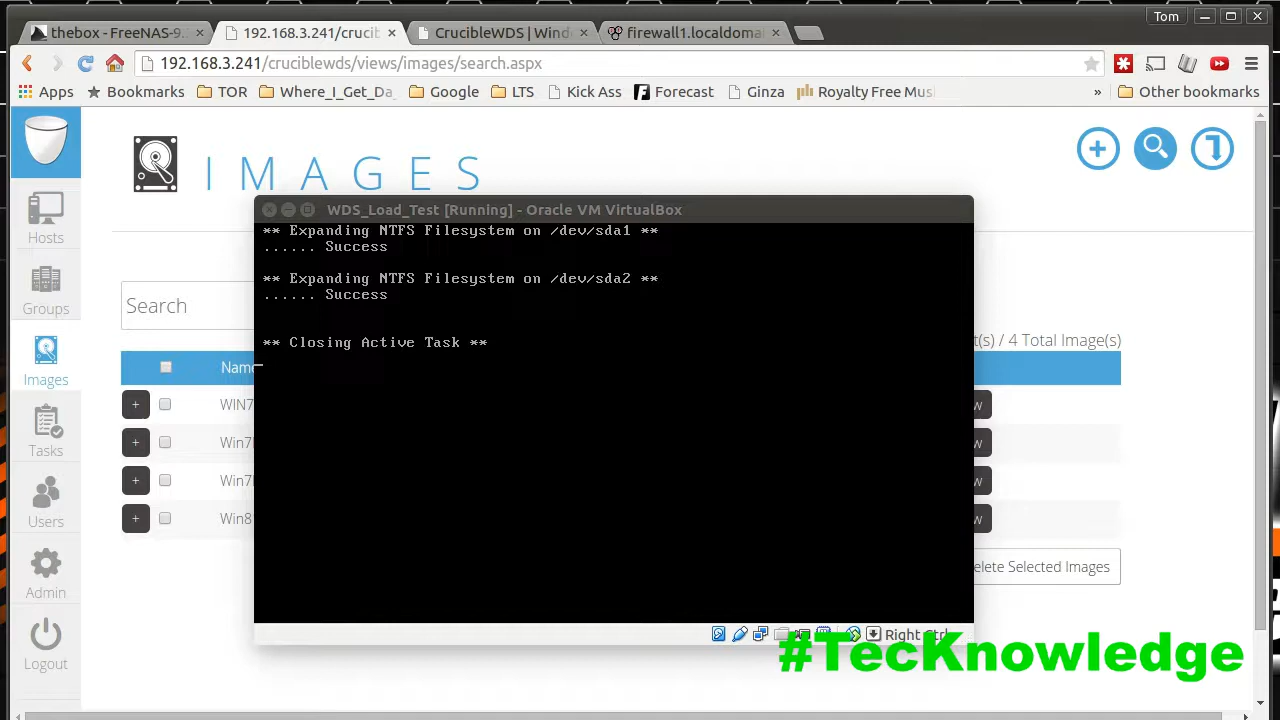 Tom
thebox - FreeNAS-9.
192.168.3.241/cruci
CrucibleWDS | Wind
firewall1.localdoma
192.168.3.241/cruciblewds/views/images/search.aspx
Apps Bookmarks TOR Where_I_Get_Da Google LTS Kick Ass Forecast Ginza Royalty Free Mus » Other bookmarks
IMAGES
WDS_Load_Test [Running] - Oracle VM VirtualBox
** Expanding NTFS Filesystem on /dev/sda1 **
...... Success
** Expanding NTFS Filesystem on /dev/sda2 **
...... Success
** Closing Active Task **
Hosts
Groups
Images
Tasks
Users
Admin
Logout
Search
t(s) / 4 Total Image(s)
Name
+ WIN7 w
+ Win7 w
+ Win7 w
+ Win8 w
elete Selected Images
Right Ctrl
#TecKnowledge